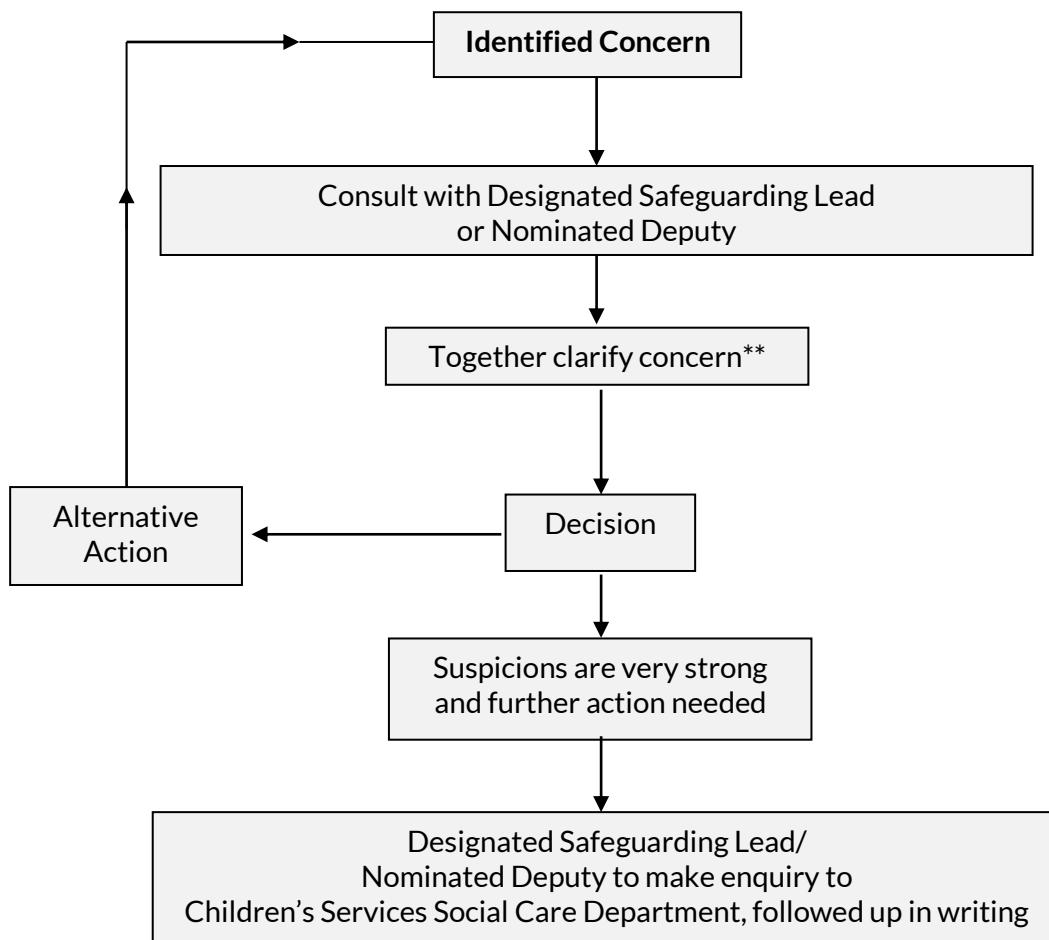 Identified Concern
Consult with Designated Safeguarding Lead
or Nominated Deputy
Together clarify concern**
Alternative
Action
Decision
Suspicions are very strong
and further action needed
Designated Safeguarding Lead/
Nominated Deputy to make enquiry to
Children’s Services Social Care Department, followed up in writing